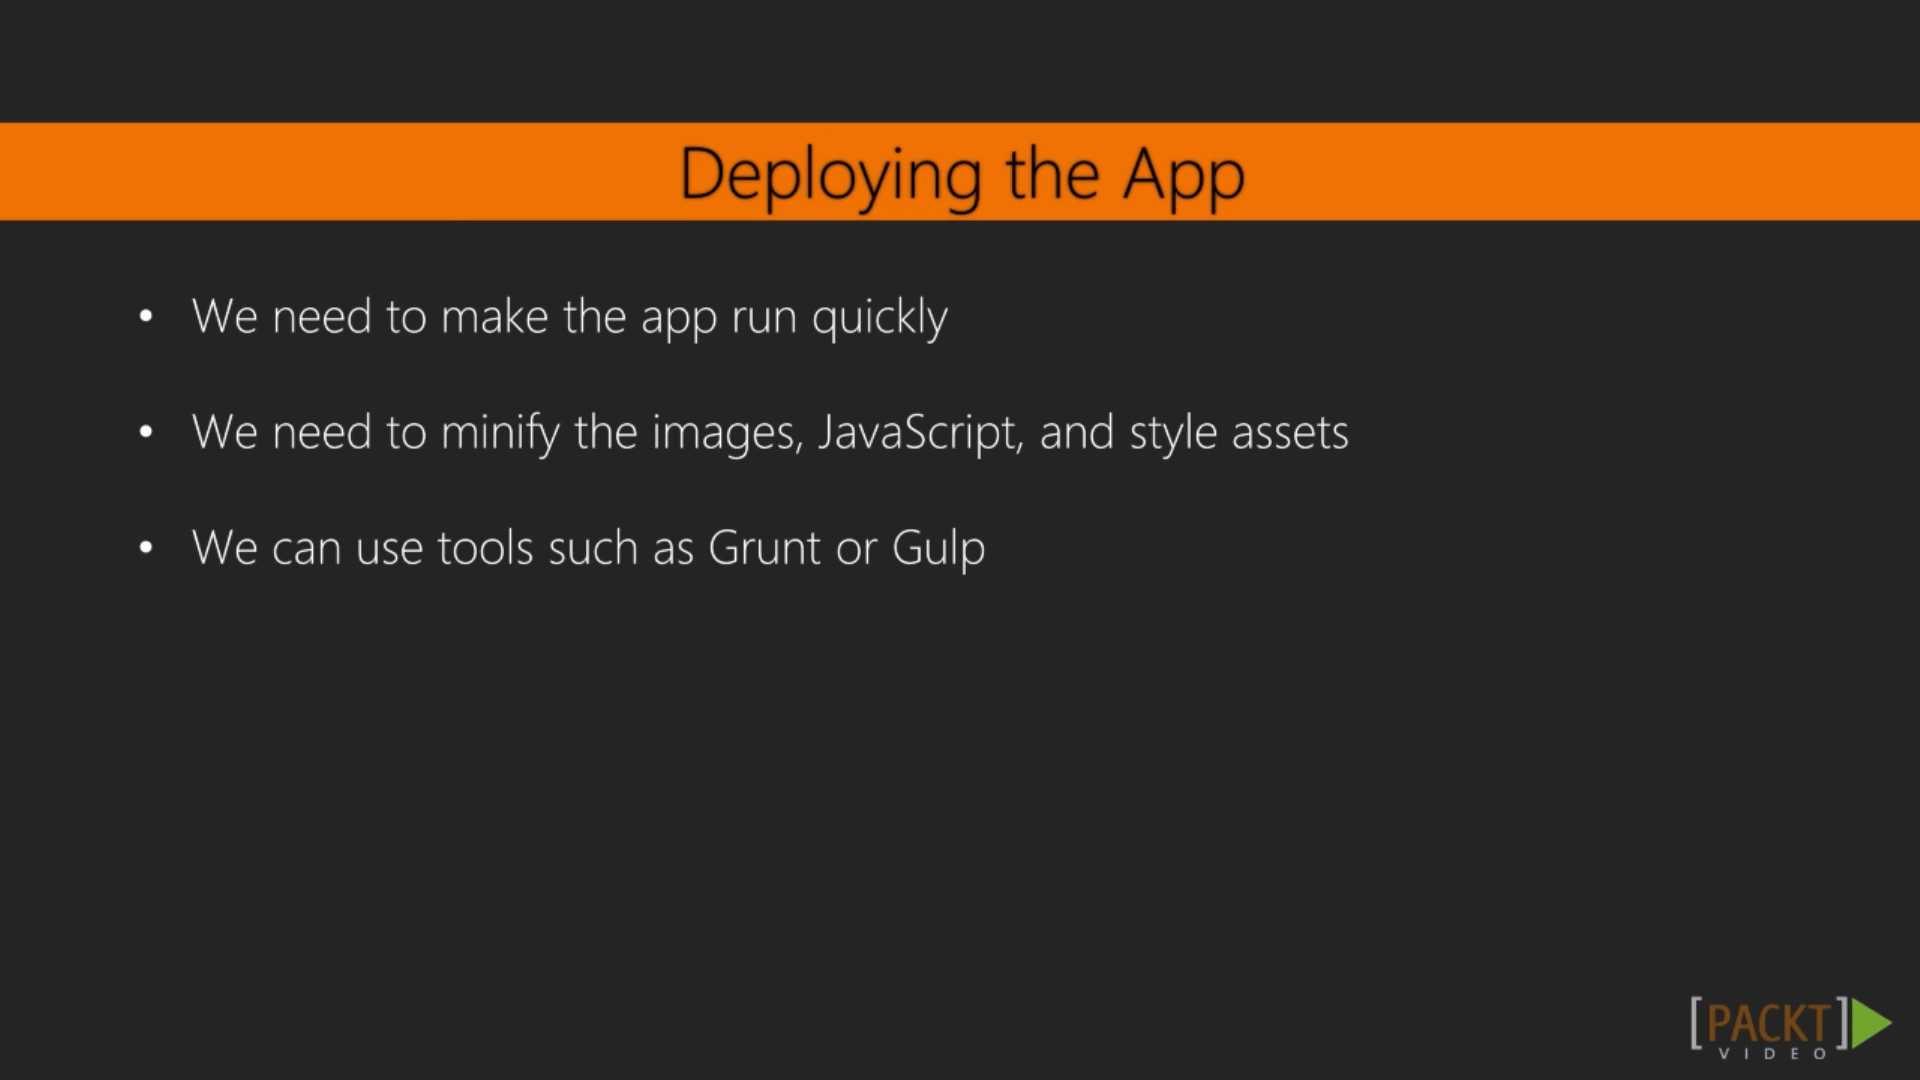 Deploying the App
• We need to make the app run quickly
• We need to minify the images, JavaScript, and style assets
• We can use tools such as Grunt or Gulp
[PACKT]
VIDEO